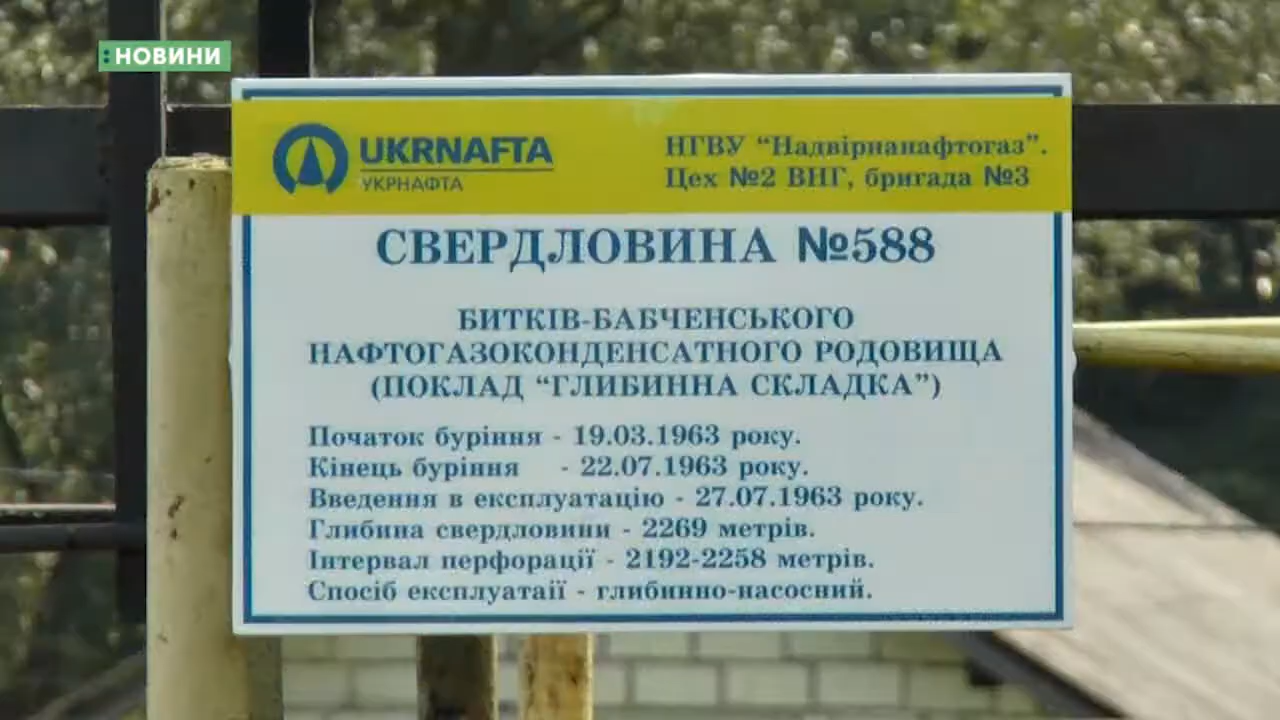 :НОВИНИ
UKRNAFTA
УКРНАФТА
НГВУ “Надвірнанафтогаз”.
Цех №2 ВНГ, бригада №3
СВЕРДЛОВИНА №588
БИТКІВ-БАБЧЕНСЬКОГО
НАФТОГАЗОКОНДЕНСАТНОГО РОДОВИЩА
(ПОКЛАД “ГЛИБИННА СКЛАДКА”)
Початок буріння - 19.03.1963 року.
Кінець буріння - 22.07.1963 року.
Введення в експлуатацію - 27.07.1963 року.
Глибина свердловини - 2269 метрів.
Інтервал перфорації - 2192-2258 метрів.
Спосіб експлуатаії - глибинно-насосний.